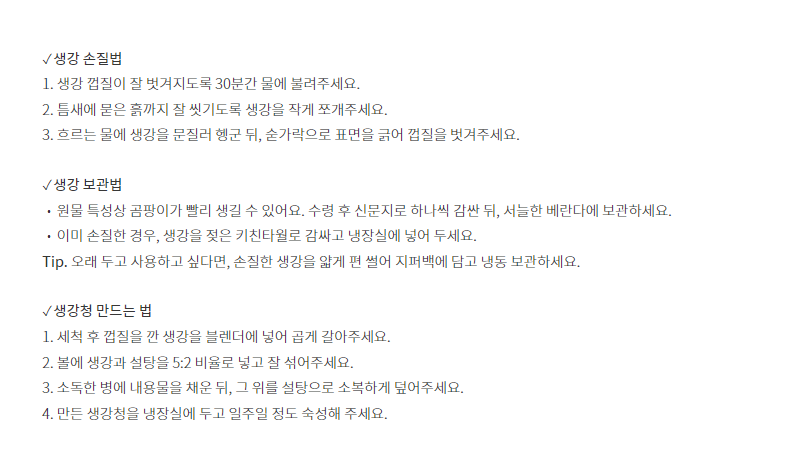 ✓생강 손질법
1. 생강 껍질이 잘 벗겨지도록 30분간 물에 불려주세요.
2. 틈새에 묻은 흙까지 잘 씻기도록 생강을 작게 쪼개주세요.
3. 흐르는 물에 생강을 문질러 헹군 뒤, 숟가락으로 표면을 긁어 껍질을 벗겨주세요.
✓생강 보관법
• 원물 특성상 곰팡이가 빨리 생길 수 있어요. 수령 후 신문지로 하나씩 감싼 뒤, 서늘한 베란다에 보관하세요.
• 이미 손질한 경우, 생강을 젖은 키친타월로 감싸고 냉장실에 넣어 두세요.
Tip. 오래 두고 사용하고 싶다면, 손질한 생강을 얇게 편 썰어 지퍼백에 담고 냉동 보관하세요.
✓생강청 만드는 법
1. 세척 후 껍질을 깐 생강을 블렌더에 넣어 곱게 갈아주세요.
2. 볼에 생강과 설탕을 5:2 비율로 넣고 잘 섞어주세요.
3. 소독한 병에 내용물을 채운 뒤, 그 위를 설탕으로 소복하게 덮어주세요.
4. 만든 생강청을 냉장실에 두고 일주일 정도 숙성해 주세요.